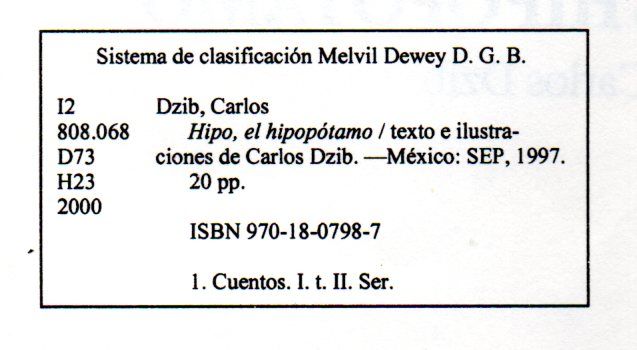 Sistema de clasificación Melvil Dewey D. G. B.
I2 Dzib, Carlos
808.068 Hipo, el hipopótamo / texto e ilustra-
D73 ciones de Carlos Dzib. —México: SEP, 1997.
H23 20 pp.
2000
ISBN 970-18-0798-7
1. Cuentos. I. t. II. Ser.